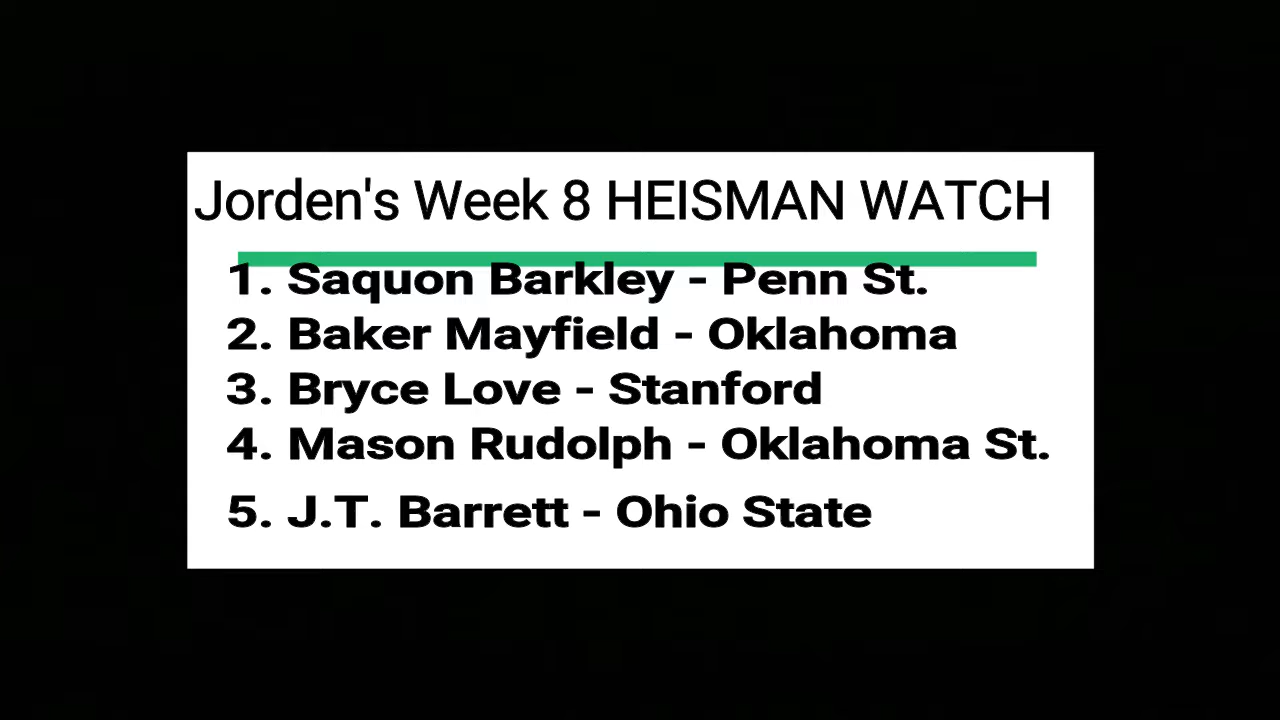 Jorden's Week 8 HEISMAN WATCH
1. Saquon Barkley - Penn St.
2. Baker Mayfield - Oklahoma
3. Bryce Love - Stanford
4. Mason Rudolph - Oklahoma St.
5. J.T. Barrett - Ohio State